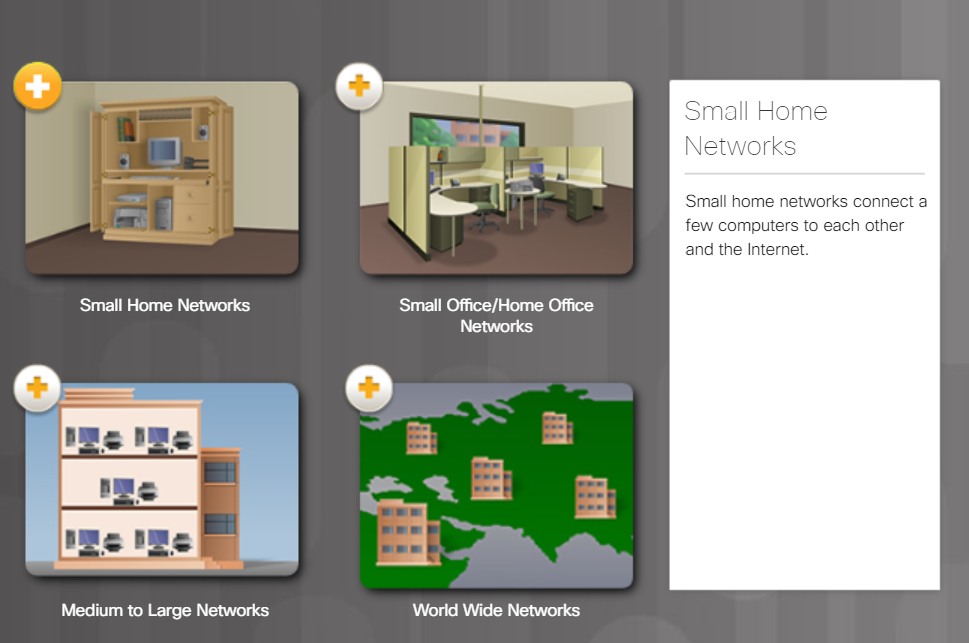 Small Home Networks
Small Office/Home Office
Networks
Medium to Large Networks
World Wide Networks
Small Home
Networks
Small home networks connect a
few computers to each other
and the Internet.